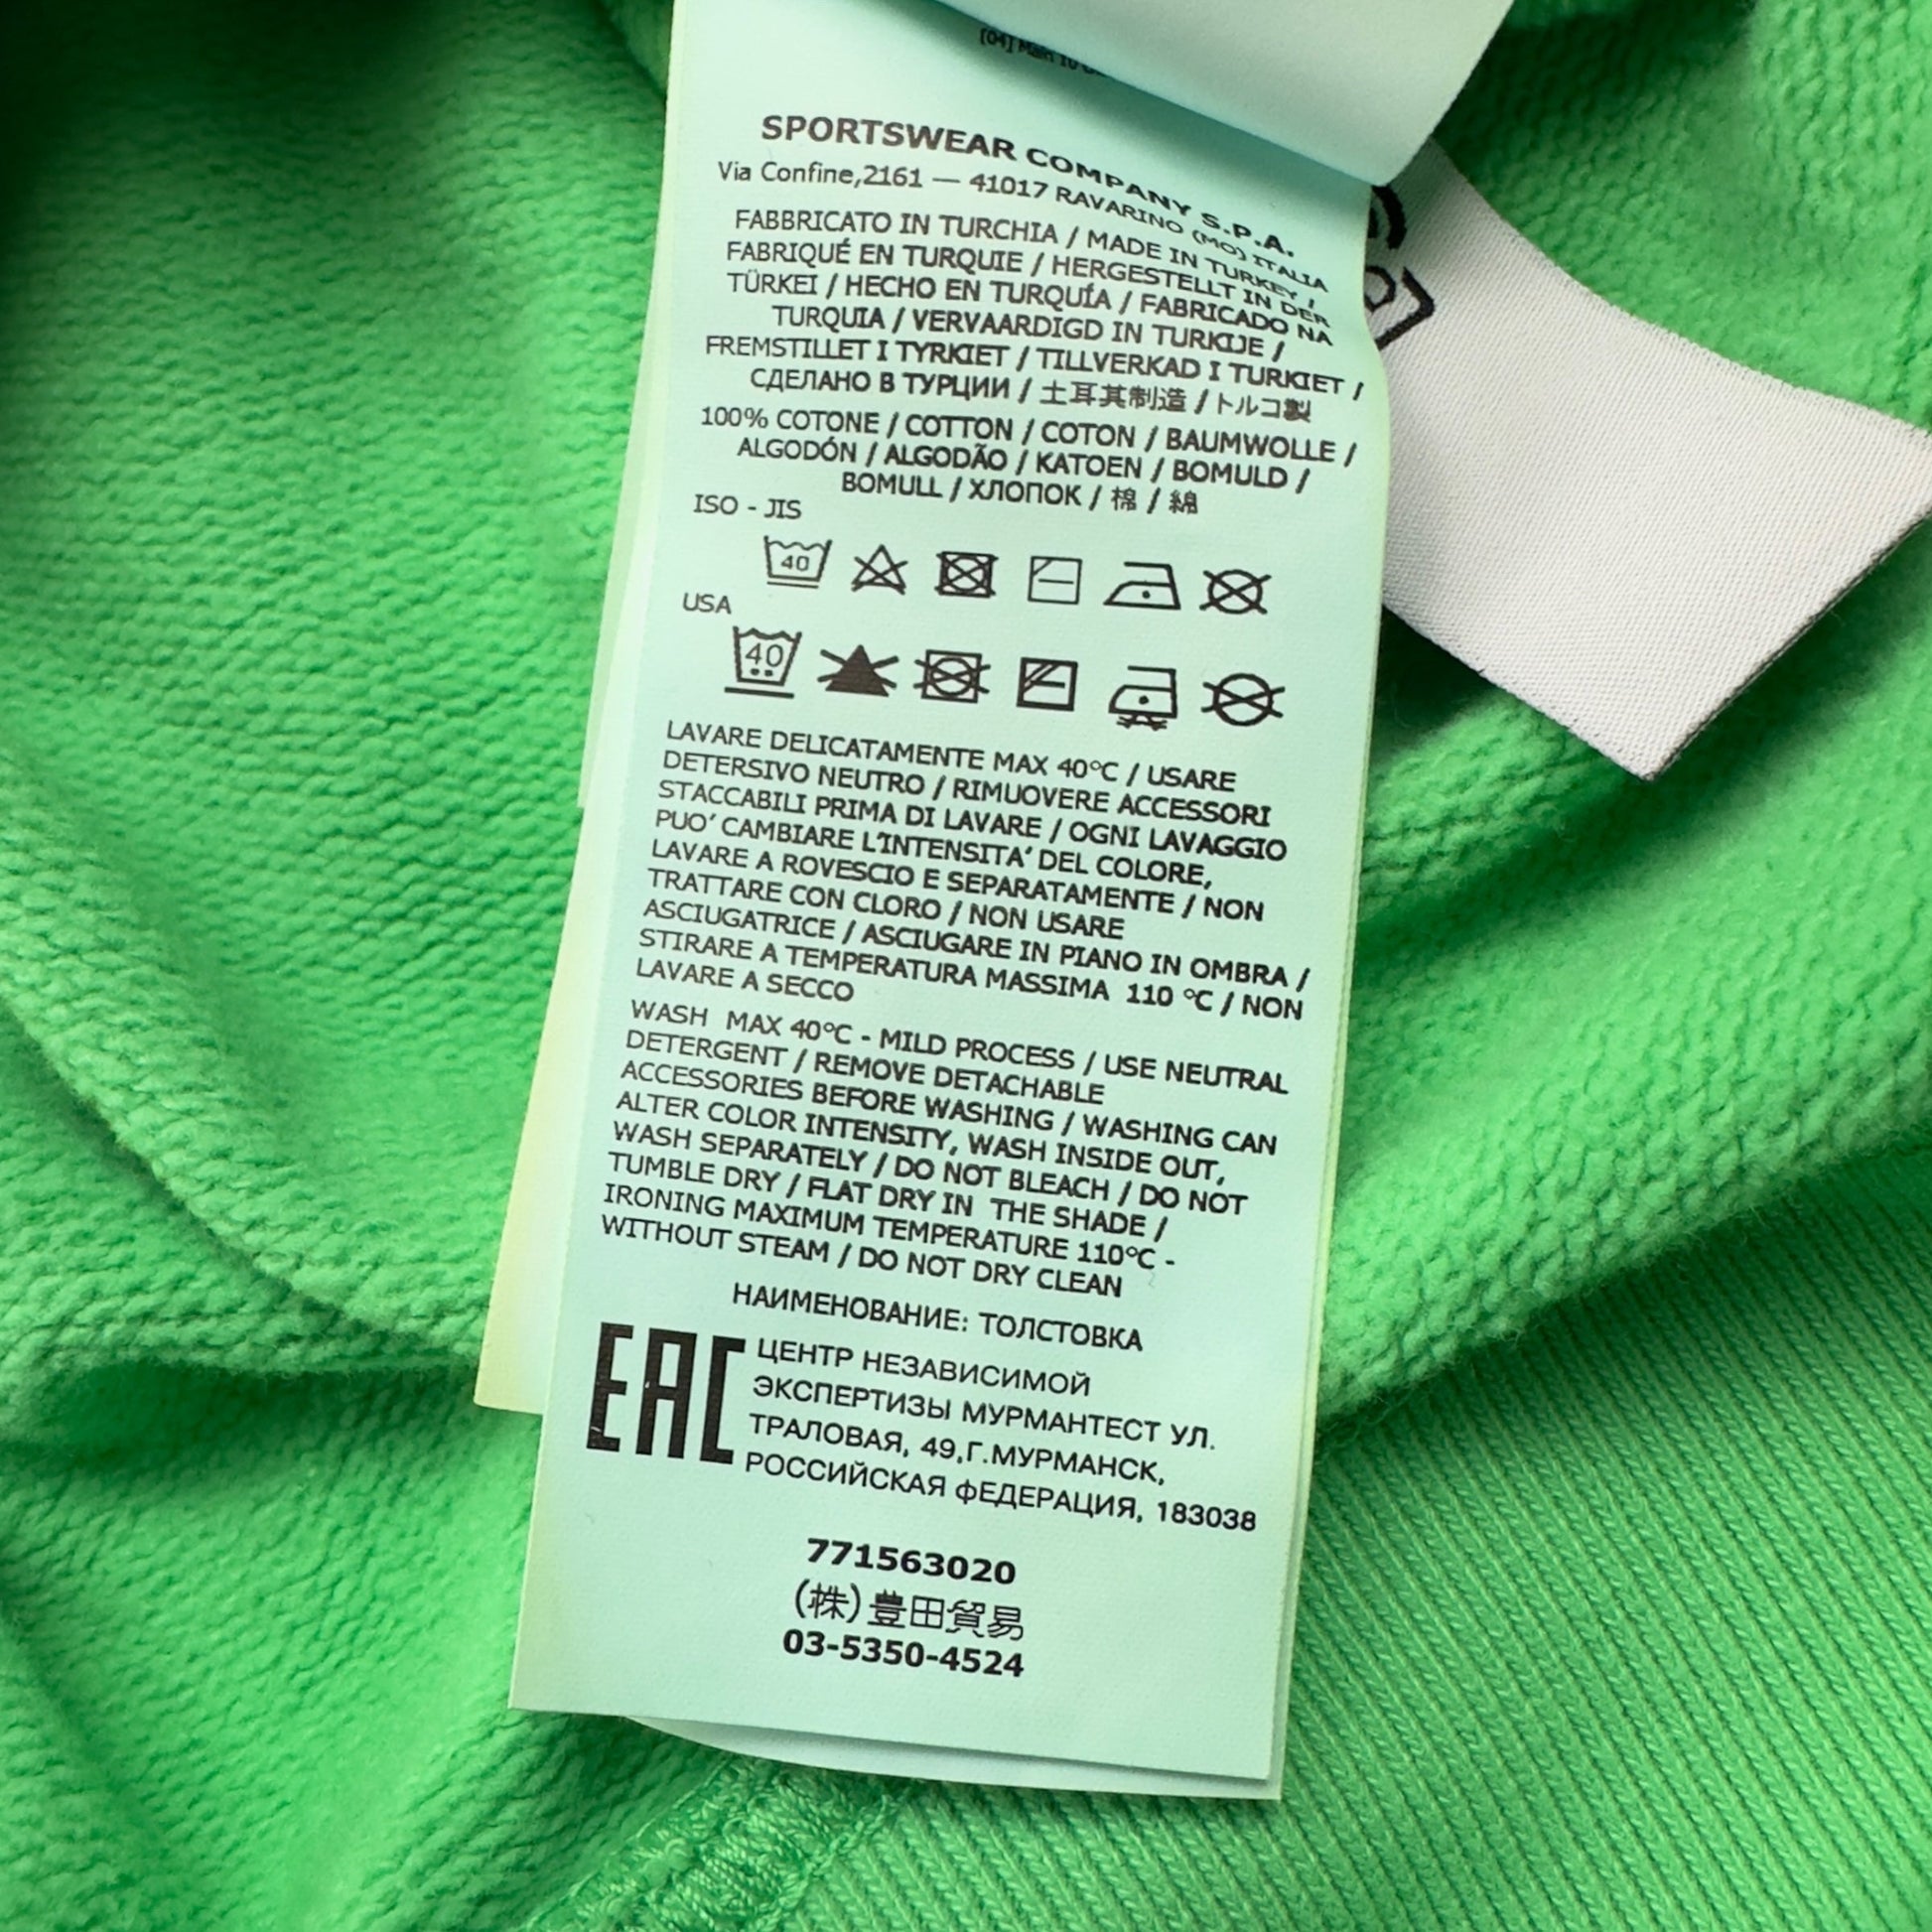 SPORTSWEAR COMPANY S.P.A.
Via Confine,2161 — 41017 RAVARINO (MO) ITALIA
FABBRICATO IN TURCHIA / MADE IN TURKEY /
FABRIQUÉ EN TURQUIE / HERGESTELLT IN DER
TÜRKEI / HECHO EN TURQUÍA / FABRICADO NA
TURQUIA / VERVAARDIGD IN TURKIJE /
FREMSTILLET I TYRKIET / TILLVERKAD I TURKIET /
СДЕЛАНО В ТУРЦИИ / 土耳其制造 / トルコ製
100% COTONE / COTTON / COTON / BAUMWOLLE /
ALGODÓN / ALGODÃO / KATOEN / BOMULD /
BOMULL / ХЛОПОК / 棉 / 綿
ISO - JIS
40
USA
40
LAVARE DELICATAMENTE MAX 40°C / USARE
DETERSIVO NEUTRO / RIMUOVERE ACCESSORI
STACCABILI PRIMA DI LAVARE / OGNI LAVAGGIO
PUO' CAMBIARE L'INTENSITA' DEL COLORE,
LAVARE A ROVESCIO E SEPARATAMENTE / NON
TRATTARE CON CLORO / NON USARE
ASCIUGATRICE / ASCIUGARE IN PIANO IN OMBRA /
STIRARE A TEMPERATURA MASSIMA 110 °C / NON
LAVARE A SECCO
WASH MAX 40°C - MILD PROCESS / USE NEUTRAL
DETERGENT / REMOVE DETACHABLE
ACCESSORIES BEFORE WASHING / WASHING CAN
ALTER COLOR INTENSITY, WASH INSIDE OUT,
WASH SEPARATELY / DO NOT BLEACH / DO NOT
TUMBLE DRY / FLAT DRY IN THE SHADE /
IRONING MAXIMUM TEMPERATURE 110°C -
WITHOUT STEAM / DO NOT DRY CLEAN
НАИМЕНОВАНИЕ: ТОЛСТОВКА
EAC
ЦЕНТР НЕЗАВИСИМОЙ
ЭКСПЕРТИЗЫ МУРМАНТЕСТ УЛ.
ТРАЛОВАЯ, 49,Г.МУРМАНСК,
РОССИЙСКАЯ ФЕДЕРАЦИЯ, 183038
771563020
(株)豊田貿易
03-5350-4524